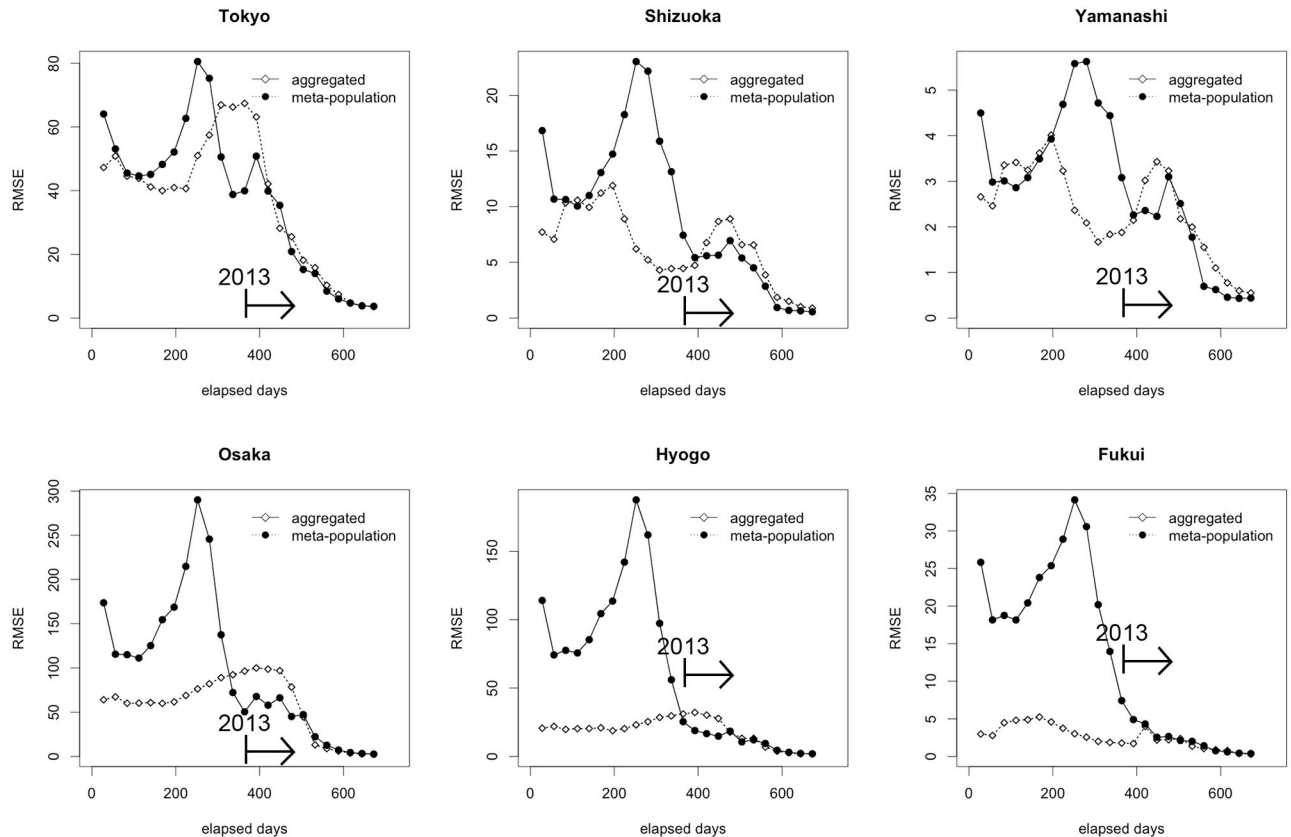 Tokyo
RMSE
80
60
40
20
0
aggregated
meta-population
2013
0 200 400 600
elapsed days
Shizuoka
RMSE
20
15
10
5
0
aggregated
meta-population
2013
0 200 400 600
elapsed days
Yamanashi
RMSE
5
4
3
2
1
0
aggregated
meta-population
2013
0 200 400 600
elapsed days
Osaka
RMSE
300
250
200
150
100
50
0
aggregated
meta-population
2013
0 200 400 600
elapsed days
Hyogo
RMSE
150
100
50
0
aggregated
meta-population
2013
0 200 400 600
elapsed days
Fukui
RMSE
35
30
25
20
15
10
5
0
aggregated
meta-population
2013
0 200 400 600
elapsed days